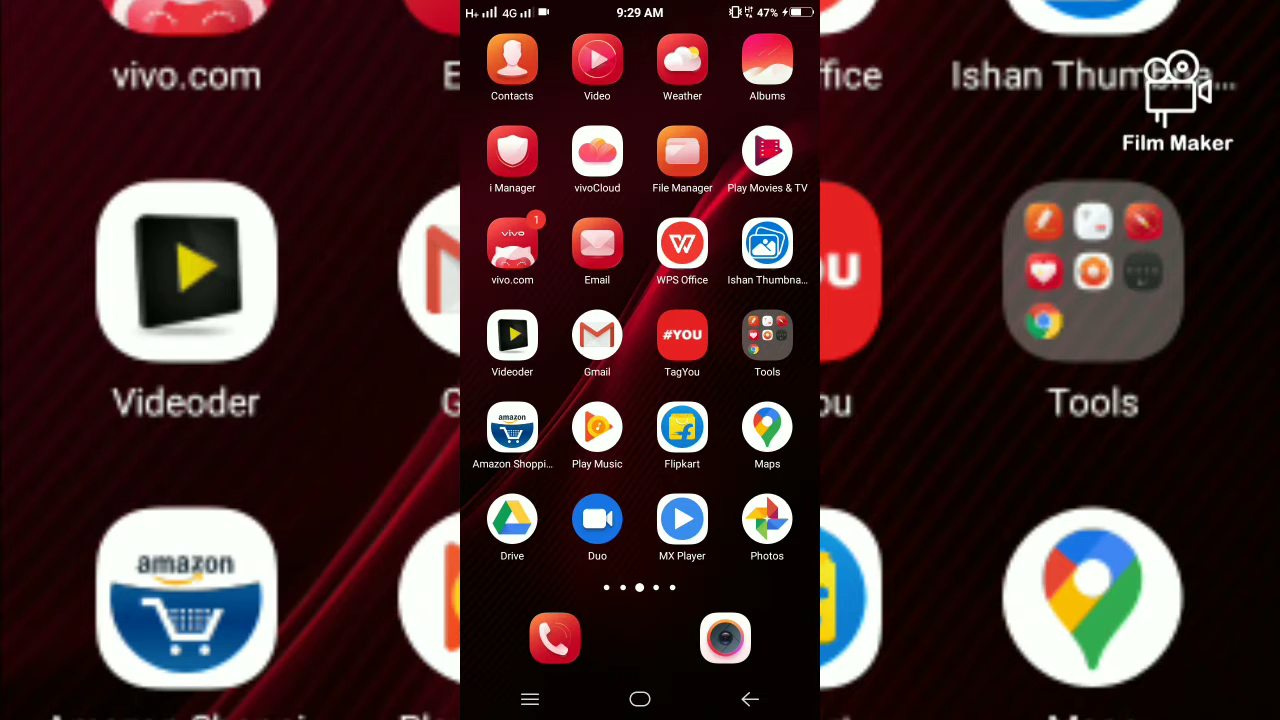 H+ 4G 9:29 AM 47%
vivo.com
Film Maker
Videoder
Tools
amazon
Contacts Video Weather Albums
i Manager vivoCloud File Manager Play Movies & TV
1
vivo
vivo.com Email WPS Office Ishan Thumbna...
#YOU
Videoder Gmail TagYou Tools
amazon
Amazon Shoppi... Play Music Flipkart Maps
Drive Duo MX Player Photos